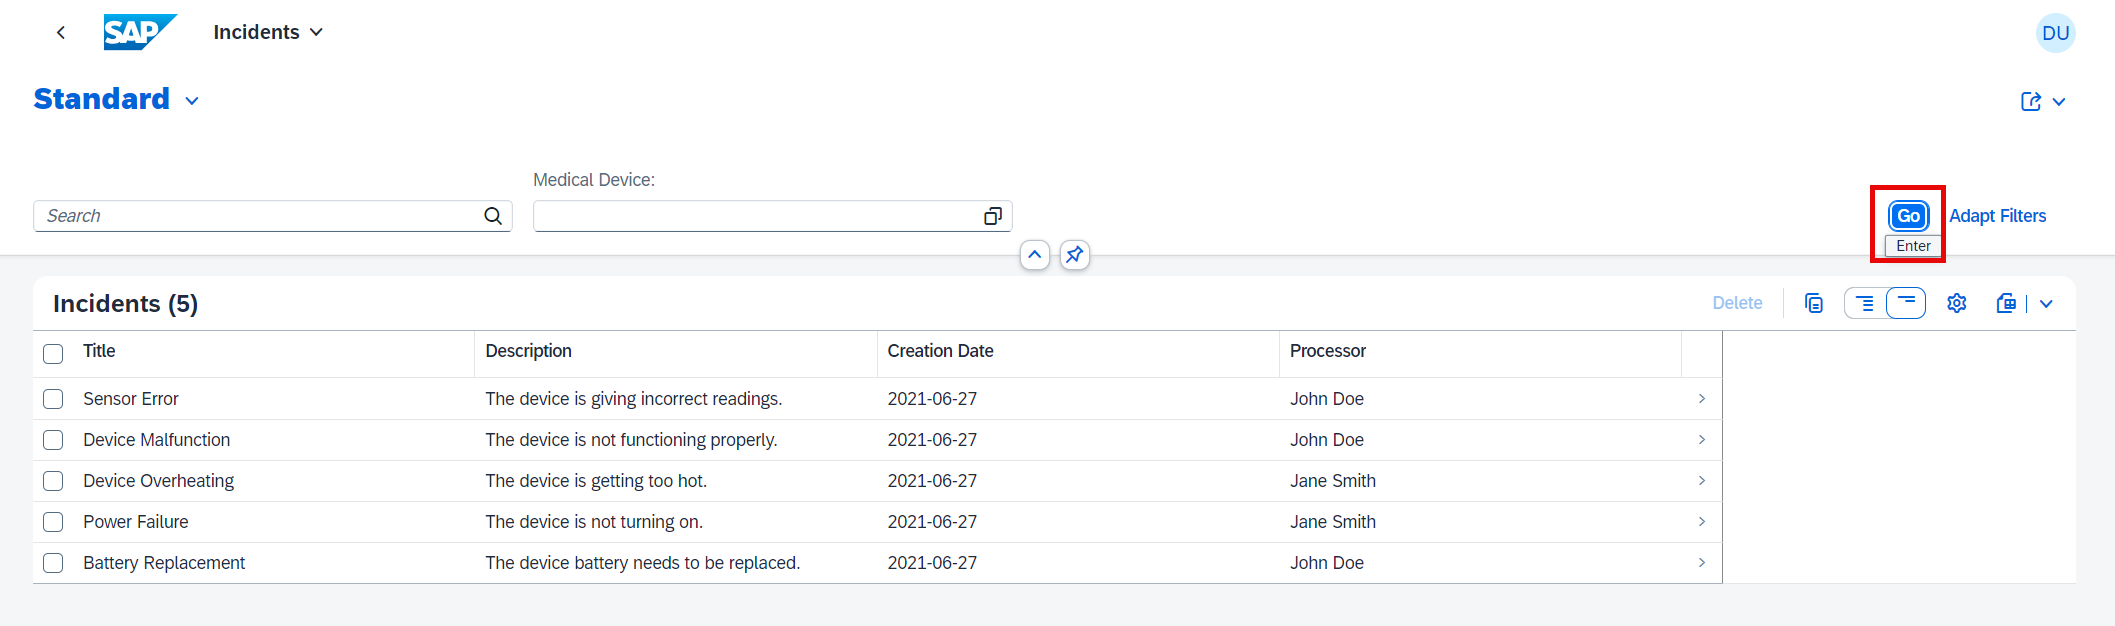 SAP Incidents DU
Standard
Medical Device:
Search
Go Adapt Filters
Enter
Incidents (5) Delete
Title Description Creation Date Processor
Sensor Error The device is giving incorrect readings. 2021-06-27 John Doe
Device Malfunction The device is not functioning properly. 2021-06-27 John Doe
Device Overheating The device is getting too hot. 2021-06-27 Jane Smith
Power Failure The device is not turning on. 2021-06-27 Jane Smith
Battery Replacement The device battery needs to be replaced. 2021-06-27 John Doe